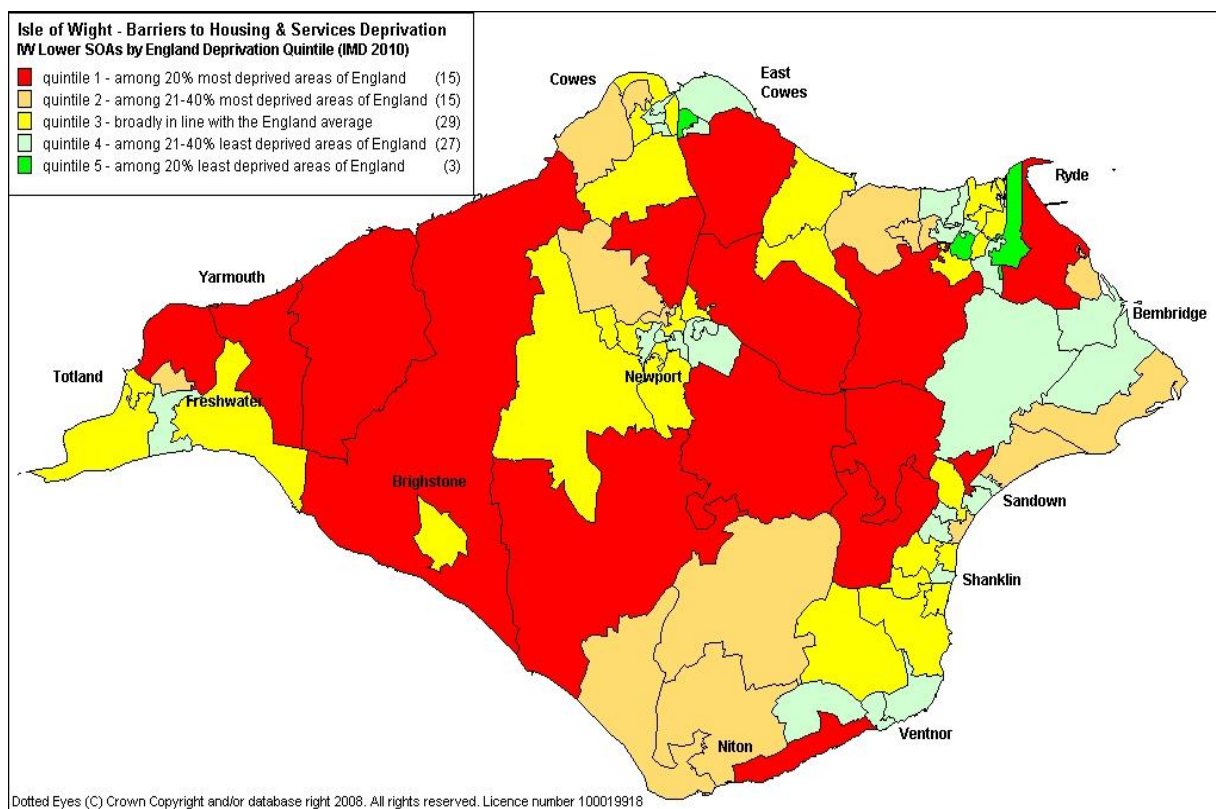 Isle of Wight - Barriers to Housing & Services Deprivation
IW Lower SOAs by England Deprivation Quintile (IMD 2010)
quintile 1 - among 20% most deprived areas of England (15)
quintile 2 - among 21-40% most deprived areas of England (15)
quintile 3 - broadly in line with the England average (29)
quintile 4 - among 21-40% least deprived areas of England (27)
quintile 5 - among 20% least deprived areas of England (3)
Cowes
East
Cowes
Ryde
Yarmouth
Bembridge
Totland
Freshwater
Newport
Brighstone
Sandown
Shanklin
Ventnor
Niton
Dotted Eyes (C) Crown Copyright and/or database right 2008. All rights reserved. Licence number 100019918